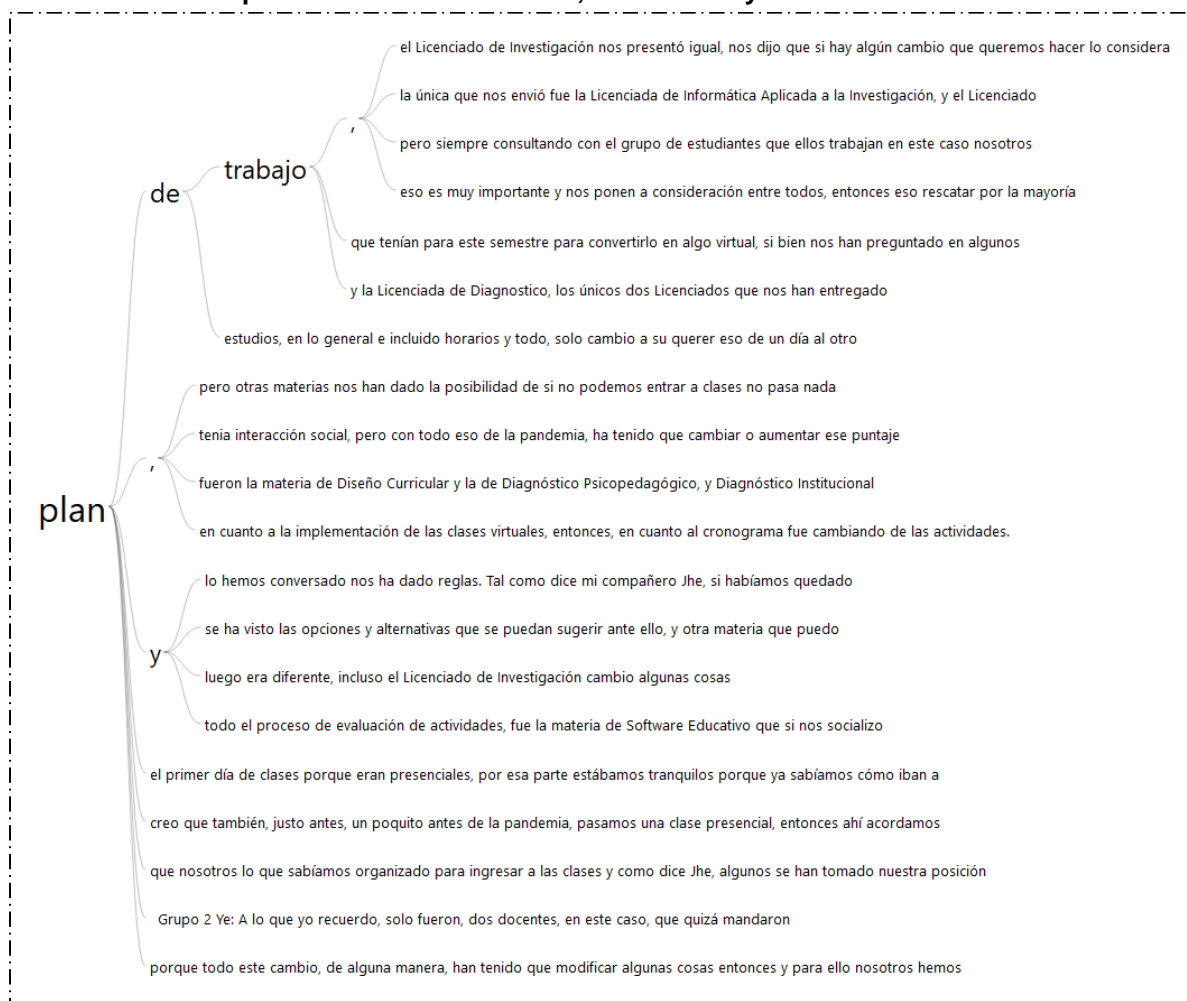 el Licenciado de Investigación nos presentó igual, nos dijo que si hay algún cambio que queremos hacer lo considera
la única que nos envió fue la Licenciada de Informática Aplicada a la Investigación, y el Licenciado
,
pero siempre consultando con el grupo de estudiantes que ellos trabajan en este caso nosotros
trabajo
de
eso es muy importante y nos ponen a consideración entre todos, entonces eso rescatar por la mayoría
que tenían para este semestre para convertirlo en algo virtual, si bien nos han preguntado en algunos
y la Licenciada de Diagnostico, los únicos dos Licenciados que nos han entregado
estudios, en lo general e incluido horarios y todo, solo cambio a su querer eso de un día al otro
pero otras materias nos han dado la posibilidad de si no podemos entrar a clases no pasa nada
tenia interacción social, pero con todo eso de la pandemia, ha tenido que cambiar o aumentar ese puntaje
,
fueron la materia de Diseño Curricular y la de Diagnóstico Psicopedagógico, y Diagnóstico Institucional
plan
en cuanto a la implementación de las clases virtuales, entonces, en cuanto al cronograma fue cambiando de las actividades.
lo hemos conversado nos ha dado reglas. Tal como dice mi compañero Jhe, si habíamos quedado
se ha visto las opciones y alternativas que se puedan sugerir ante ello, y otra materia que puedo
y
luego era diferente, incluso el Licenciado de Investigación cambio algunas cosas
todo el proceso de evaluación de actividades, fue la materia de Software Educativo que si nos socializo
el primer día de clases porque eran presenciales, por esa parte estábamos tranquilos porque ya sabíamos cómo iban a
creo que también, justo antes, un poquito antes de la pandemia, pasamos una clase presencial, entonces ahí acordamos
que nosotros lo que sabíamos organizado para ingresar a las clases y como dice Jhe, algunos se han tomado nuestra posición
Grupo 2 Ye: A lo que yo recuerdo, solo fueron, dos docentes, en este caso, que quizá mandaron
porque todo este cambio, de alguna manera, han tenido que modificar algunas cosas entonces y para ello nosotros hemos